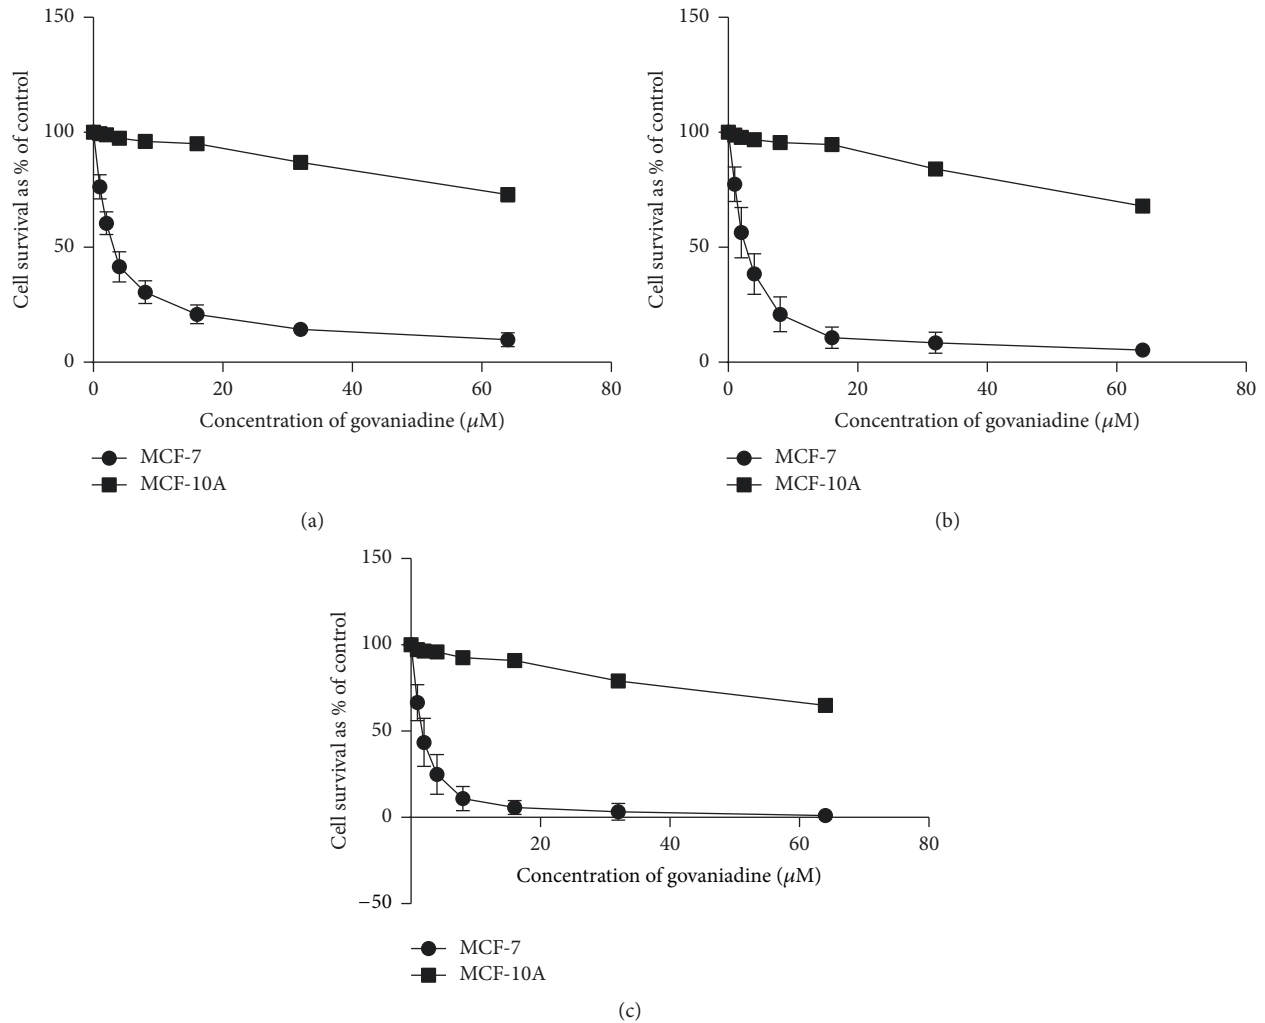 150
100
50
0
Cell survival as % of control
0 20 40 60 80
Concentration of govaniadine (μM)
MCF-7
MCF-10A
(a)
150
100
50
0
Cell survival as % of control
0 20 40 60 80
Concentration of govaniadine (μM)
MCF-7
MCF-10A
(b)
150
100
50
0
−50
Cell survival as % of control
20 40 60 80
Concentration of govaniadine (μM)
MCF-7
MCF-10A
(c)